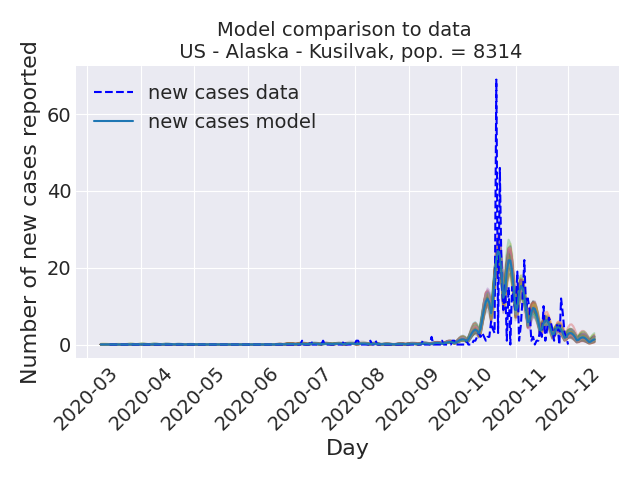 Model comparison to data
US - Alaska - Kusilvak, pop. = 8314
new cases data
new cases model
Number of new cases reported
60
40
20
0
2020-03
2020-04
2020-05
2020-06
2020-07
2020-08
2020-09
2020-10
2020-11
2020-12
Day